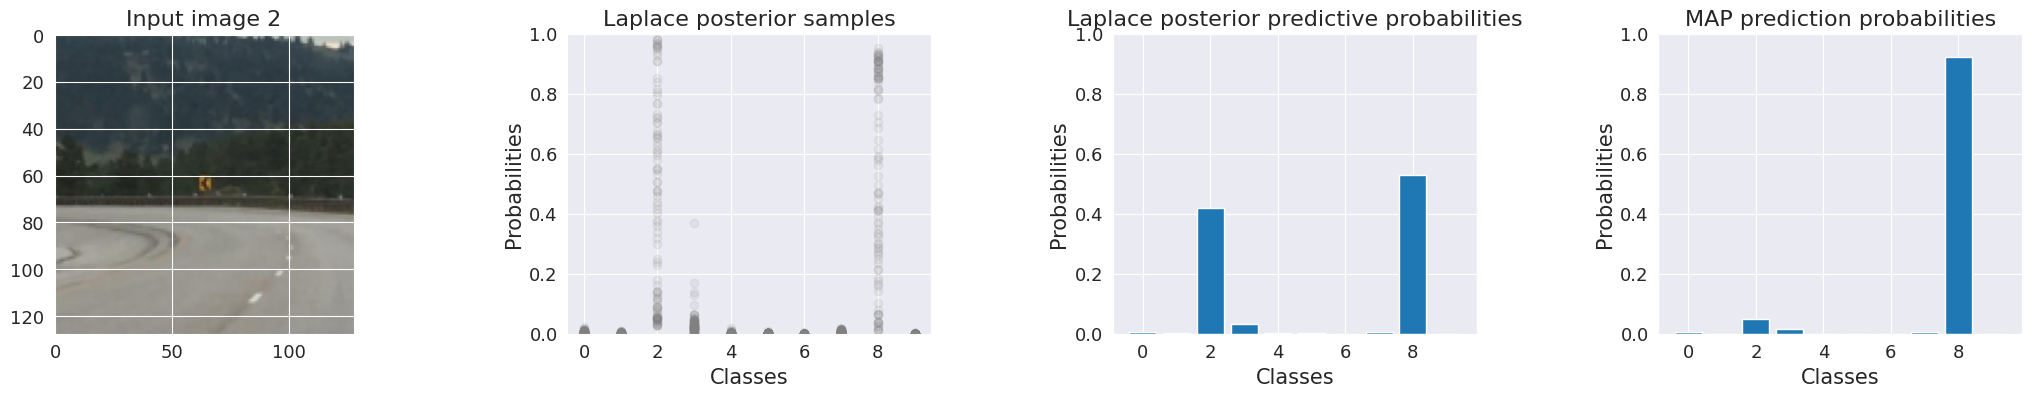 Input image 2
0
20
40
60
80
100
120
0 50 100
Laplace posterior samples
Probabilities
1.0
0.8
0.6
0.4
0.2
0.0
0 2 4 6 8
Classes
Laplace posterior predictive probabilities
Probabilities
1.0
0.8
0.6
0.4
0.2
0.0
0 2 4 6 8
Classes
MAP prediction probabilities
Probabilities
1.0
0.8
0.6
0.4
0.2
0.0
0 2 4 6 8
Classes